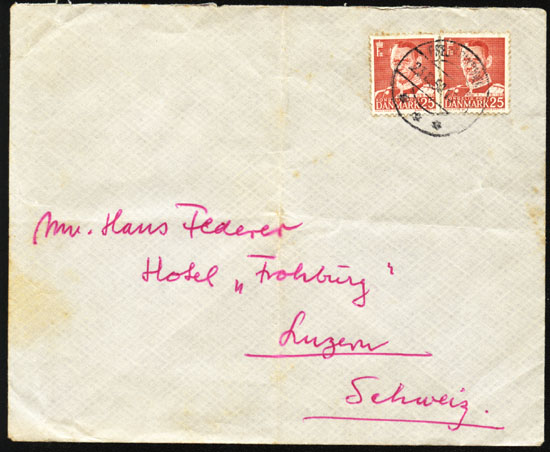 DANMARK 25 DANMARK 25
Mr. Hans Federer
Hotel „Frohburg"
Luzern
Schweiz.